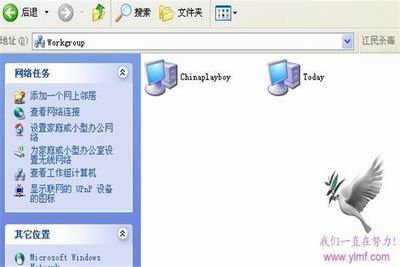 后退 搜索 文件夹
地址(D) Workgroup 江民杀毒
网络任务
添加一个网上邻居
查看网络连接
设置家庭或小型办公网络
为家庭或小型办公室设置无线网络
查看工作组计算机
显示联网的 UPnP 设备的图标
其它位置
Microsoft Windows
Network
Chinaplayboy Today
我们一直在努力!
www.ylmf.com